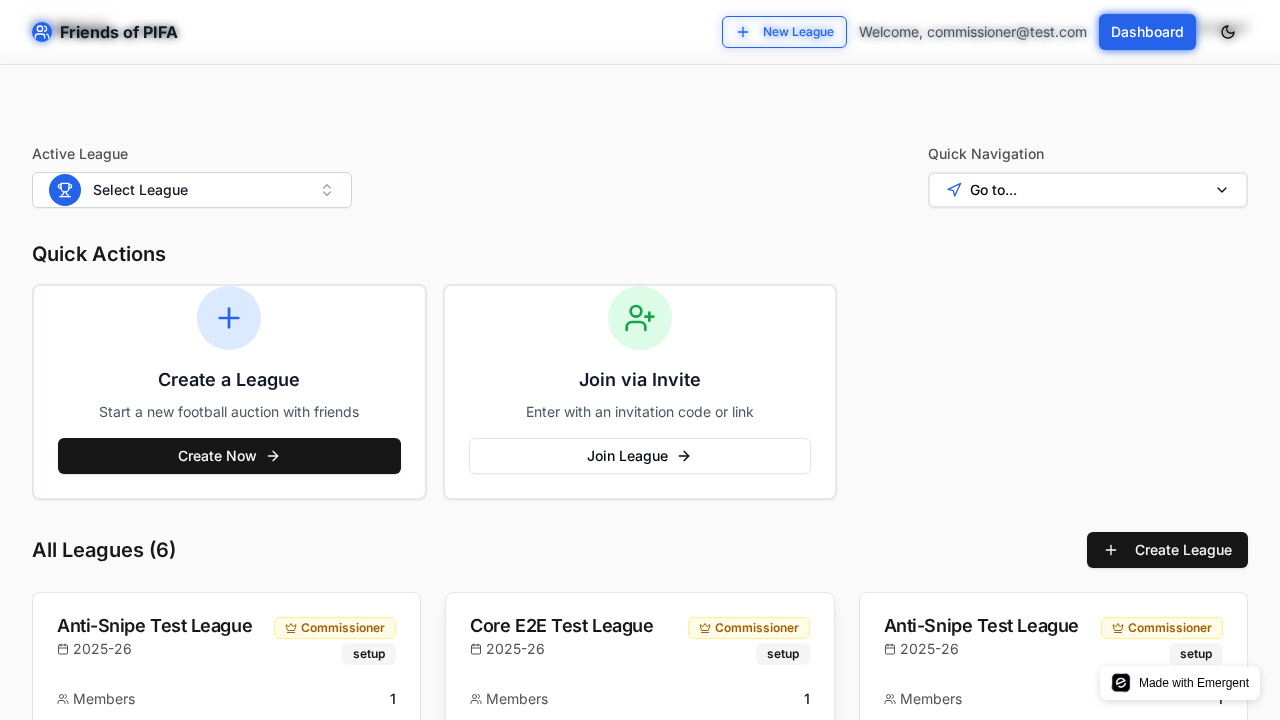 Friends of PIFA
New League
Welcome, commissioner@test.com
Dashboard
Active League
Select League
Quick Navigation
Go to...
Quick Actions
Create a League
Start a new football auction with friends
Create Now
Join via Invite
Enter with an invitation code or link
Join League
All Leagues (6)
Create League
Anti-Snipe Test League
Commissioner
2025-26
setup
Members
1
Core E2E Test League
Commissioner
2025-26
setup
Members
1
Anti-Snipe Test League
Commissioner
2025-26
setup
Members
Made with Emergent